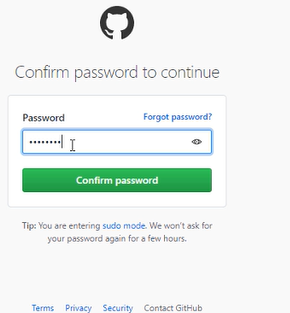 Confirm password to continue
Password Forgot password?
••••••••
Confirm password
Tip: You are entering sudo mode. We won't ask for
your password again for a few hours.
Terms Privacy Security Contact GitHub